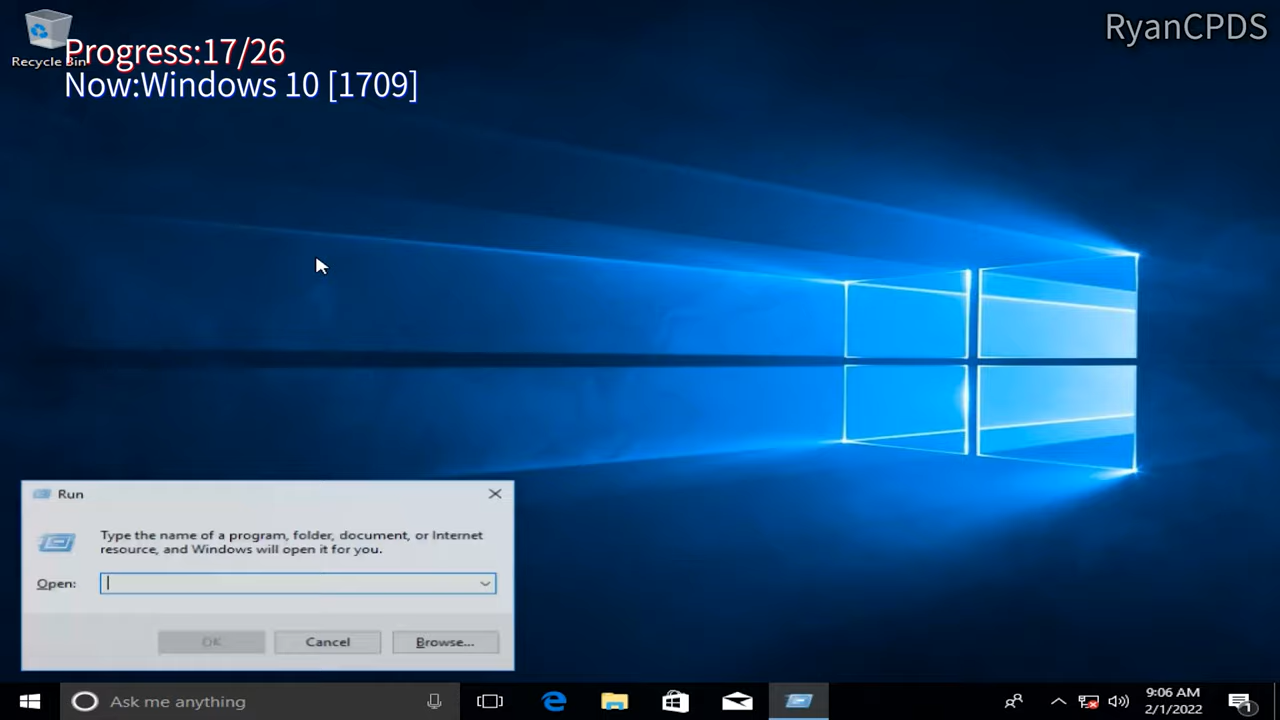 RyanCPDS
Progress:17/26
Recycle Bin
Now:Windows 10 [1709]
Run
Type the name of a program, folder, document, or Internet
resource, and Windows will open it for you.
Open:
OK
Cancel
Browse...
Ask me anything
9:06 AM
2/1/2022
1